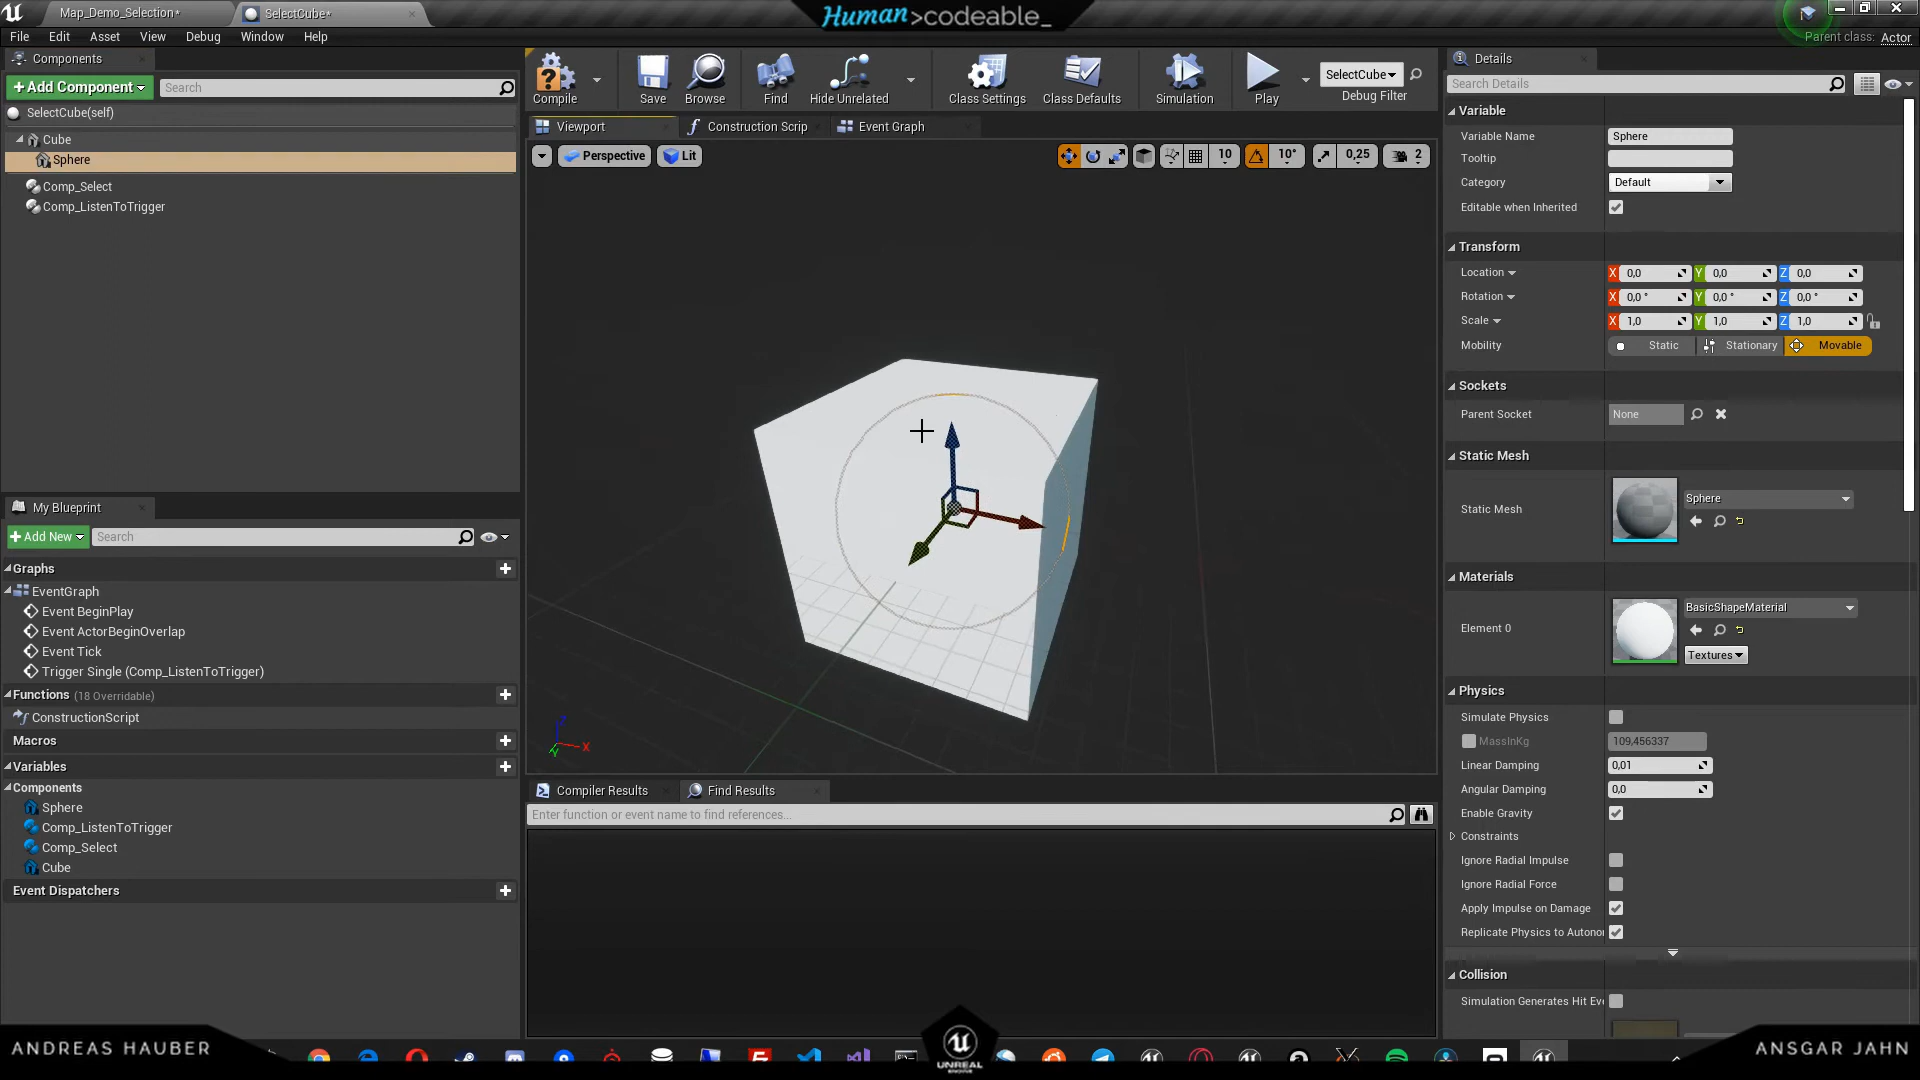 Map_Demo_Selection*
SelectCube*
Human>codeable_
File Edit Asset View Debug Window Help
Parent class: Actor
Components
+ Add Component
Search
SelectCube(self)
Cube
Sphere
Comp_Select
Comp_ListenToTrigger
Compile
Save
Browse
Find
Hide Unrelated
Class Settings
Class Defaults
Simulation
Play
SelectCube
Debug Filter
Viewport
Construction Scrip
Event Graph
Perspective
Lit
10
10°
0,25
2
X
Y
Z
My Blueprint
+ Add New
Search
Graphs
EventGraph
Event BeginPlay
Event ActorBeginOverlap
Event Tick
Trigger Single (Comp_ListenToTrigger)
Functions (18 Overridable)
ConstructionScript
Macros
Variables
Components
Sphere
Comp_ListenToTrigger
Comp_Select
Cube
Event Dispatchers
Compiler Results
Find Results
Enter function or event name to find references...
Details
Search Details
Variable
Variable Name Sphere
Tooltip
Category Default
Editable when Inherited
Transform
Location X 0,0 Y 0,0 Z 0,0
Rotation X 0,0 ° Y 0,0 ° Z 0,0 °
Scale X 1,0 Y 1,0 Z 1,0
Mobility Static Stationary Movable
Sockets
Parent Socket None
Static Mesh
Static Mesh Sphere
Materials
Element 0 BasicShapeMaterial
Textures
Physics
Simulate Physics
MassInKg 109,456337
Linear Damping 0,01
Angular Damping 0,0
Enable Gravity
Constraints
Ignore Radial Impulse
Ignore Radial Force
Apply Impulse on Damage
Replicate Physics to Autonor
Collision
Simulation Generates Hit Eve
ANDREAS HAUBER
UNREAL ENGINE
ANSGAR JAHN